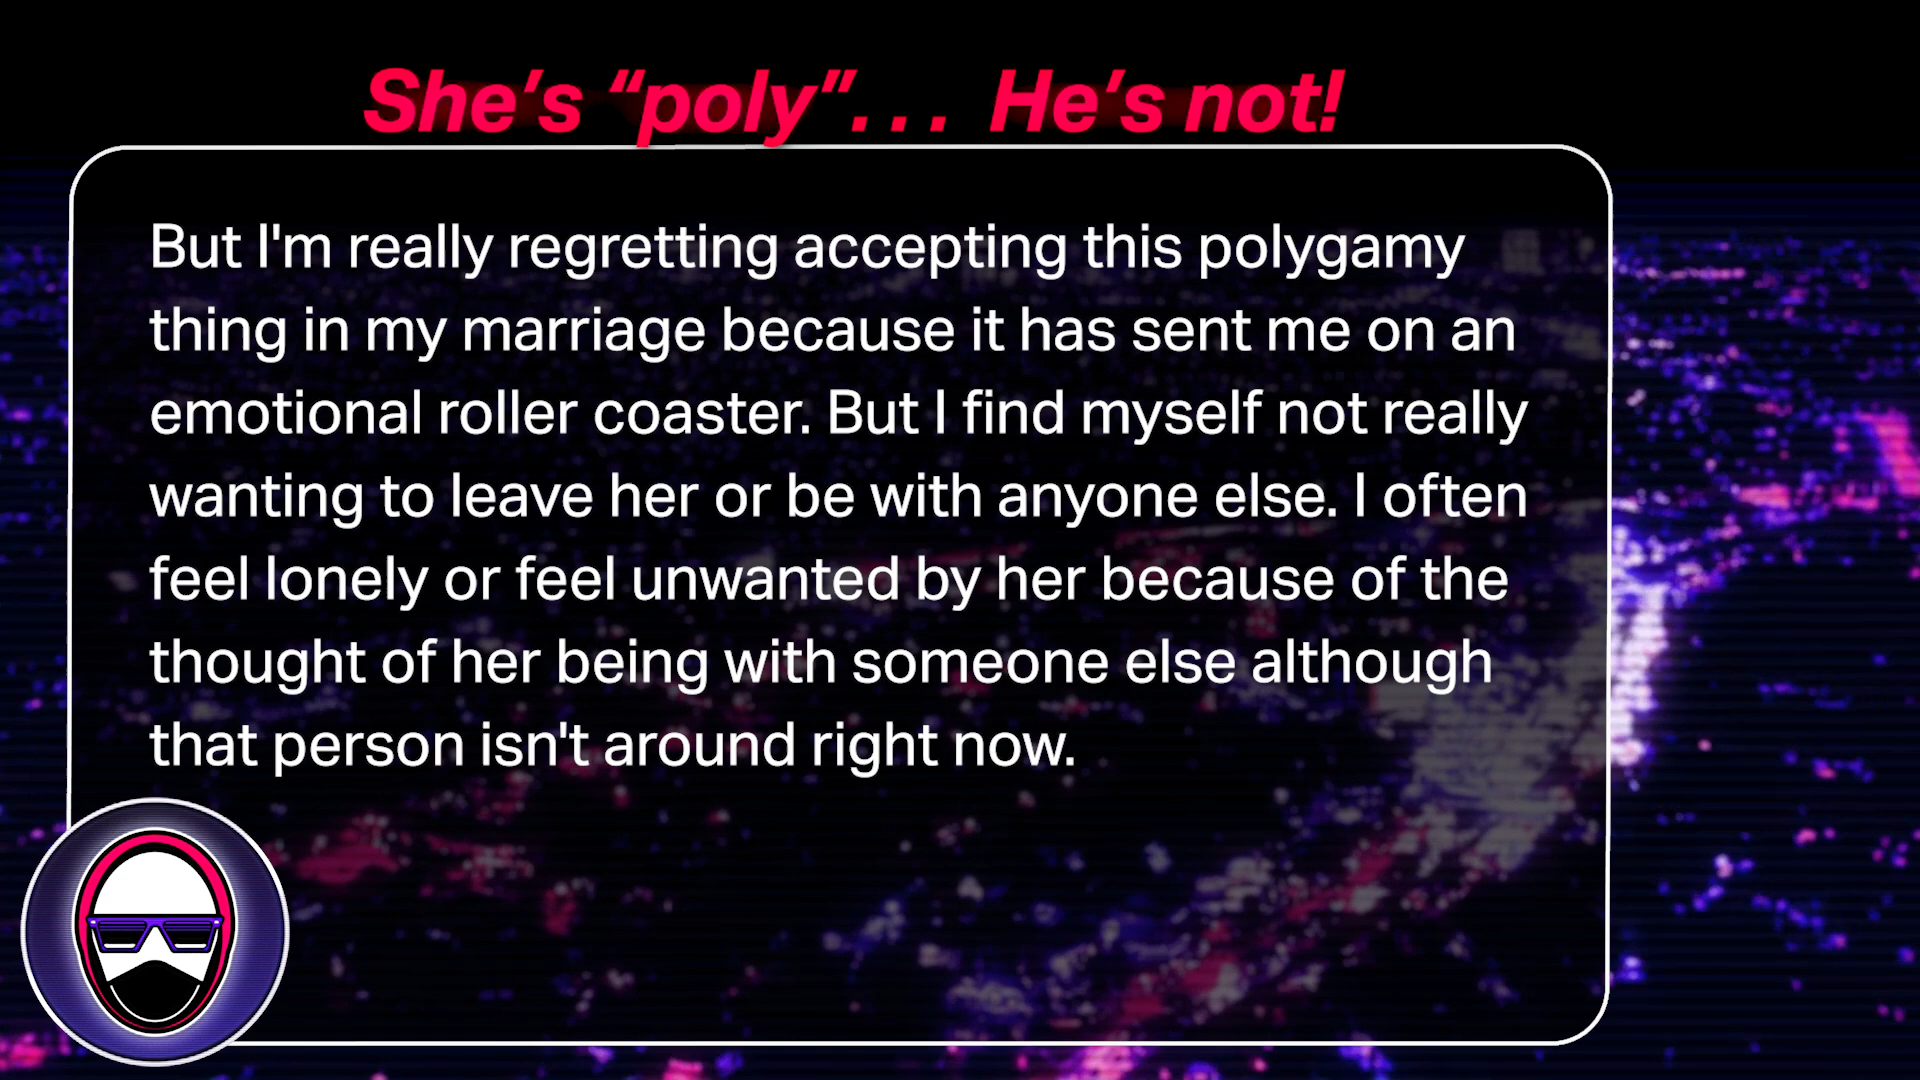 She’s “poly”... He’s not!
But I'm really regretting accepting this polygamy
thing in my marriage because it has sent me on an
emotional roller coaster. But I find myself not really
wanting to leave her or be with anyone else. I often
feel lonely or feel unwanted by her because of the
thought of her being with someone else although
that person isn't around right now.